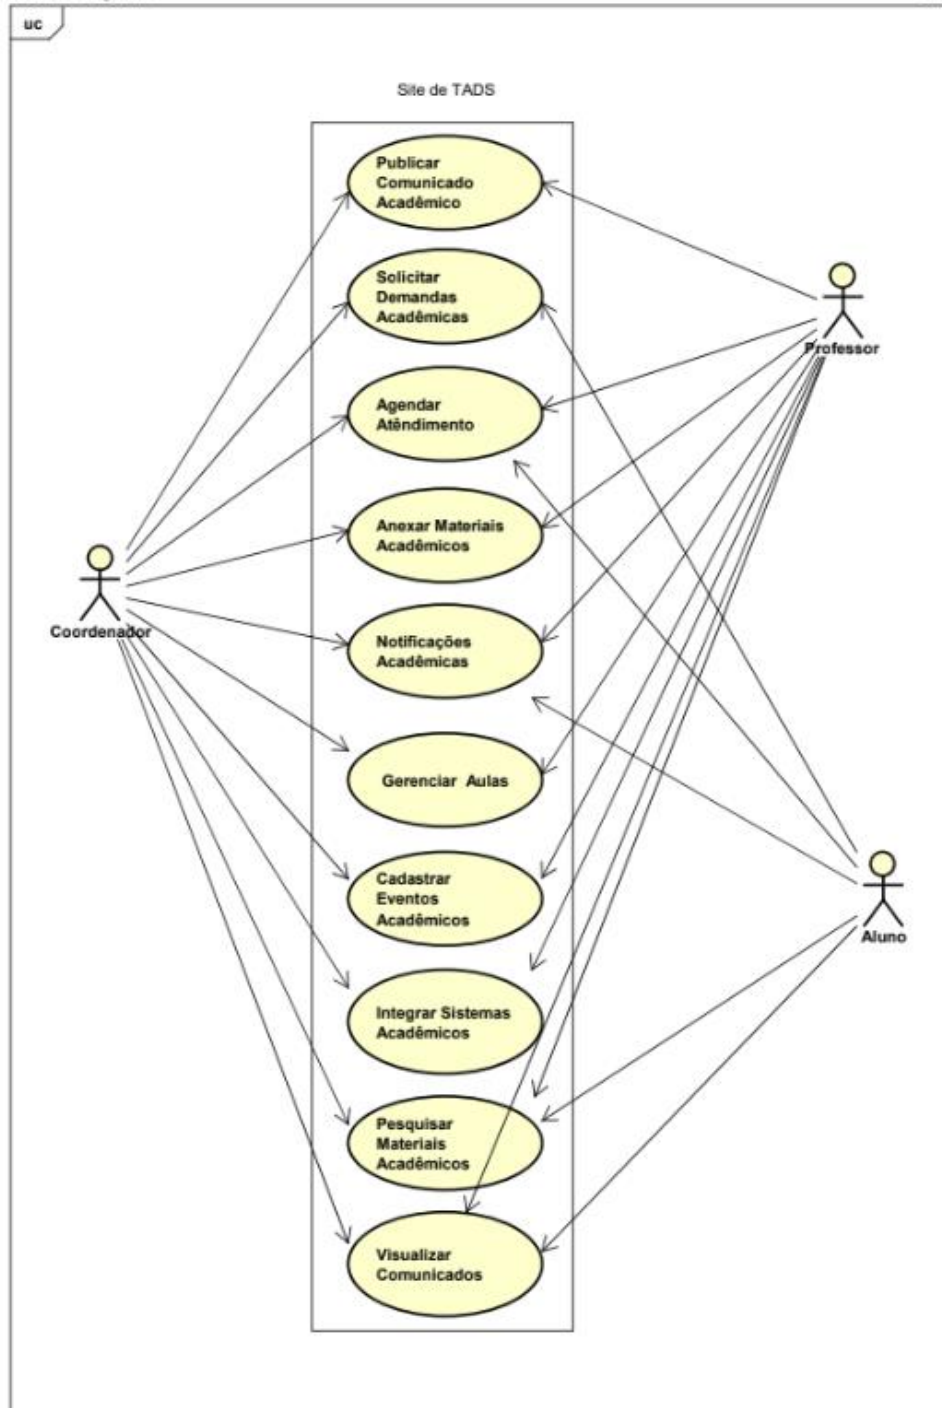 uc
Site de TADS
Publicar
Comunicado
Acadêmico
Solicitar
Demandas
Acadêmicas
Professor
Agendar
Atêndimento
Anexar Materiais
Acadêmicos
Coordenador
Notificações
Acadêmicas
Gerenciar Aulas
Cadastrar
Eventos
Acadêmicos
Aluno
Integrar Sistemas
Acadêmicos
Pesquisar
Materiais
Acadêmicos
Visualizar
Comunicados